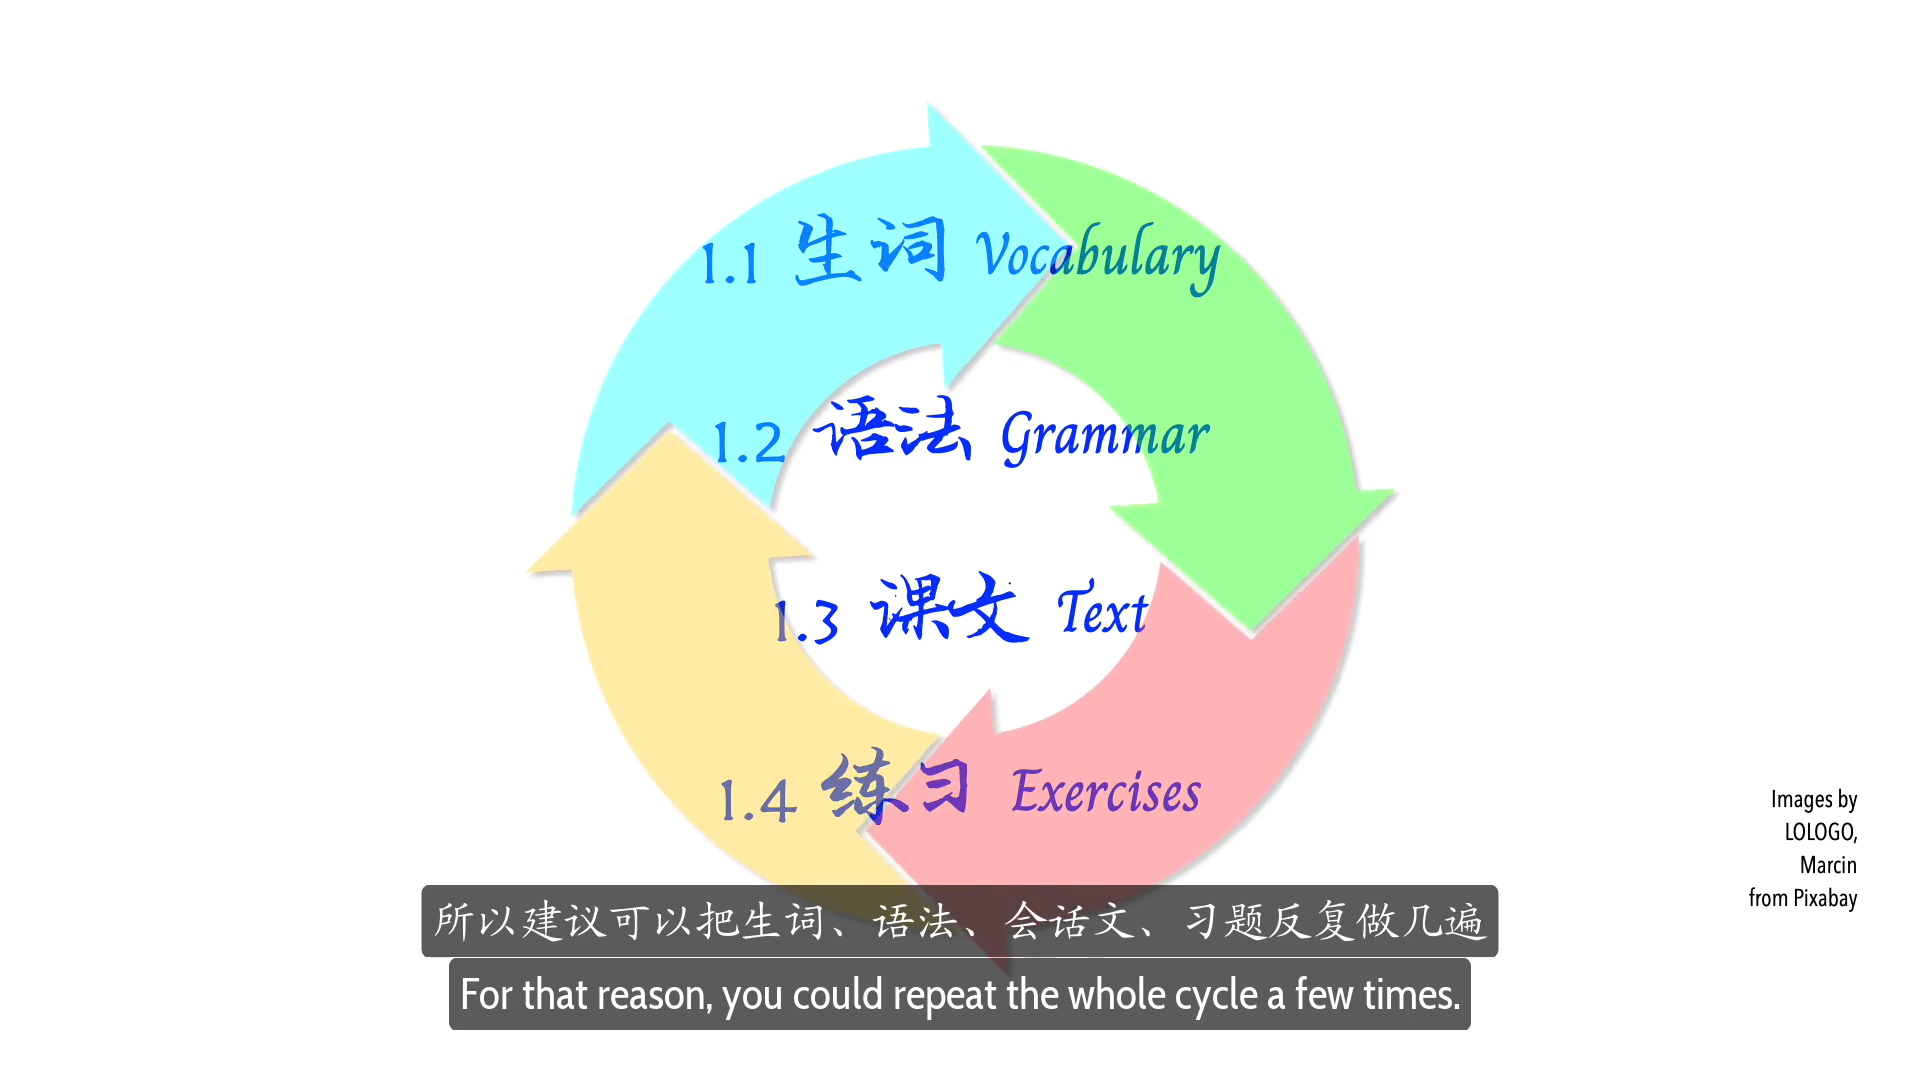 1.1 生词 Vocabulary
1.2 语法 Grammar
1.3 课文 Text
1.4 练习 Exercises
Images by
LOLOGO,
Marcin
from Pixabay
所以建议可以把生词、语法、会话文、习题反复做几遍
For that reason, you could repeat the whole cycle a few times.